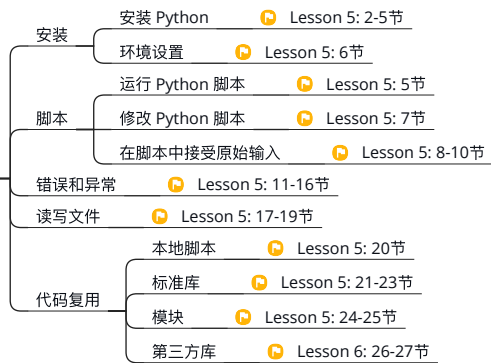 安装
安装 Python
Lesson 5: 2-5节
环境设置
Lesson 5: 6节
脚本
运行 Python 脚本
Lesson 5: 5节
修改 Python 脚本
Lesson 5: 7节
在脚本中接受原始输入
Lesson 5: 8-10节
错误和异常
Lesson 5: 11-16节
读写文件
Lesson 5: 17-19节
代码复用
本地脚本
Lesson 5: 20节
标准库
Lesson 5: 21-23节
模块
Lesson 5: 24-25节
第三方库
Lesson 6: 26-27节